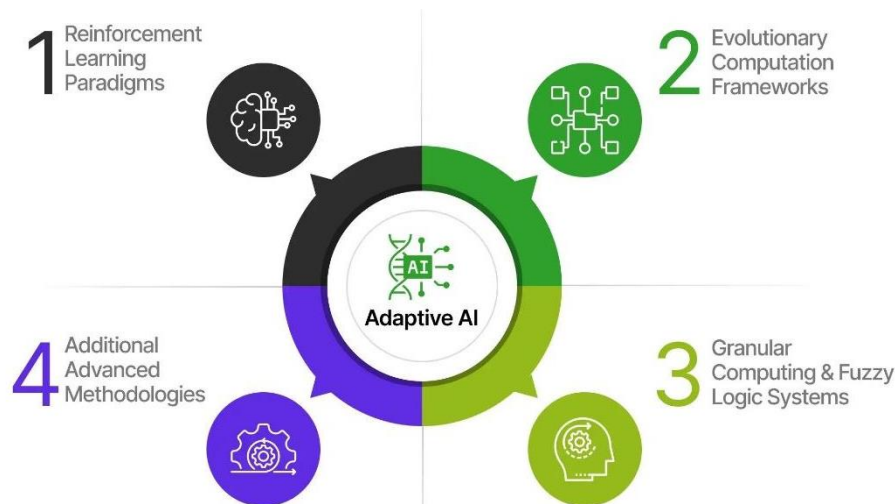 1 Reinforcement
Learning
Paradigms
2 Evolutionary
Computation
Frameworks
AI
Adaptive AI
4 Additional
Advanced
Methodologies
3 Granular
Computing & Fuzzy
Logic Systems